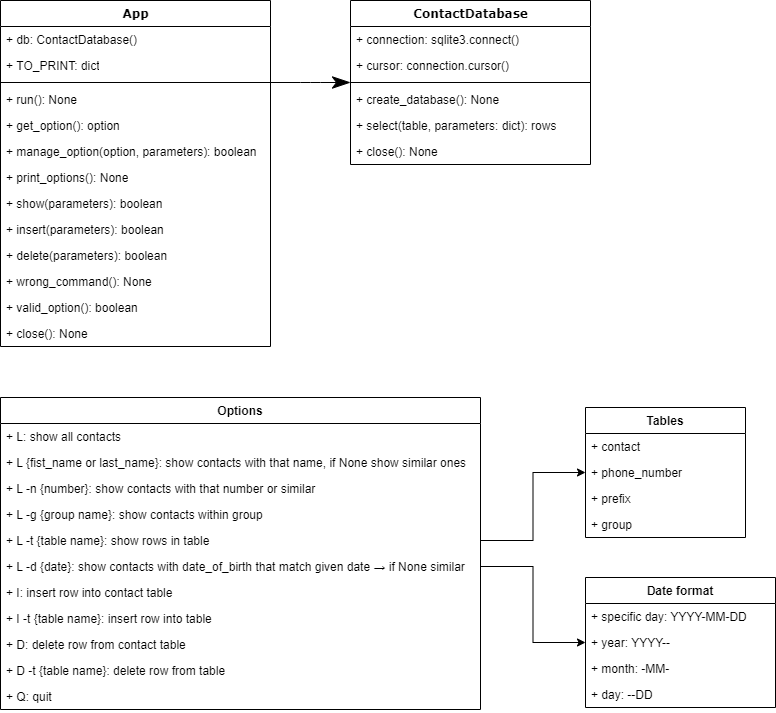 App
+ db: ContactDatabase()
+ TO_PRINT: dict
+ run(): None
+ get_option(): option
+ manage_option(option, parameters): boolean
+ print_options(): None
+ show(parameters): boolean
+ insert(parameters): boolean
+ delete(parameters): boolean
+ wrong_command(): None
+ valid_option(): boolean
+ close(): None
ContactDatabase
+ connection: sqlite3.connect()
+ cursor: connection.cursor()
+ create_database(): None
+ select(table, parameters: dict): rows
+ close(): None
Options
+ L: show all contacts
+ L {fist_name or last_name}: show contacts with that name, if None show similar ones
+ L -n {number}: show contacts with that number or similar
+ L -g {group name}: show contacts within group
+ L -t {table name}: show rows in table
+ L -d {date}: show contacts with date_of_birth that match given date → if None similar
+ I: insert row into contact table
+ I -t {table name}: insert row into table
+ D: delete row from contact table
+ D -t {table name}: delete row from table
+ Q: quit
Tables
+ contact
+ phone_number
+ prefix
+ group
Date format
+ specific day: YYYY-MM-DD
+ year: YYYY--
+ month: -MM-
+ day: --DD